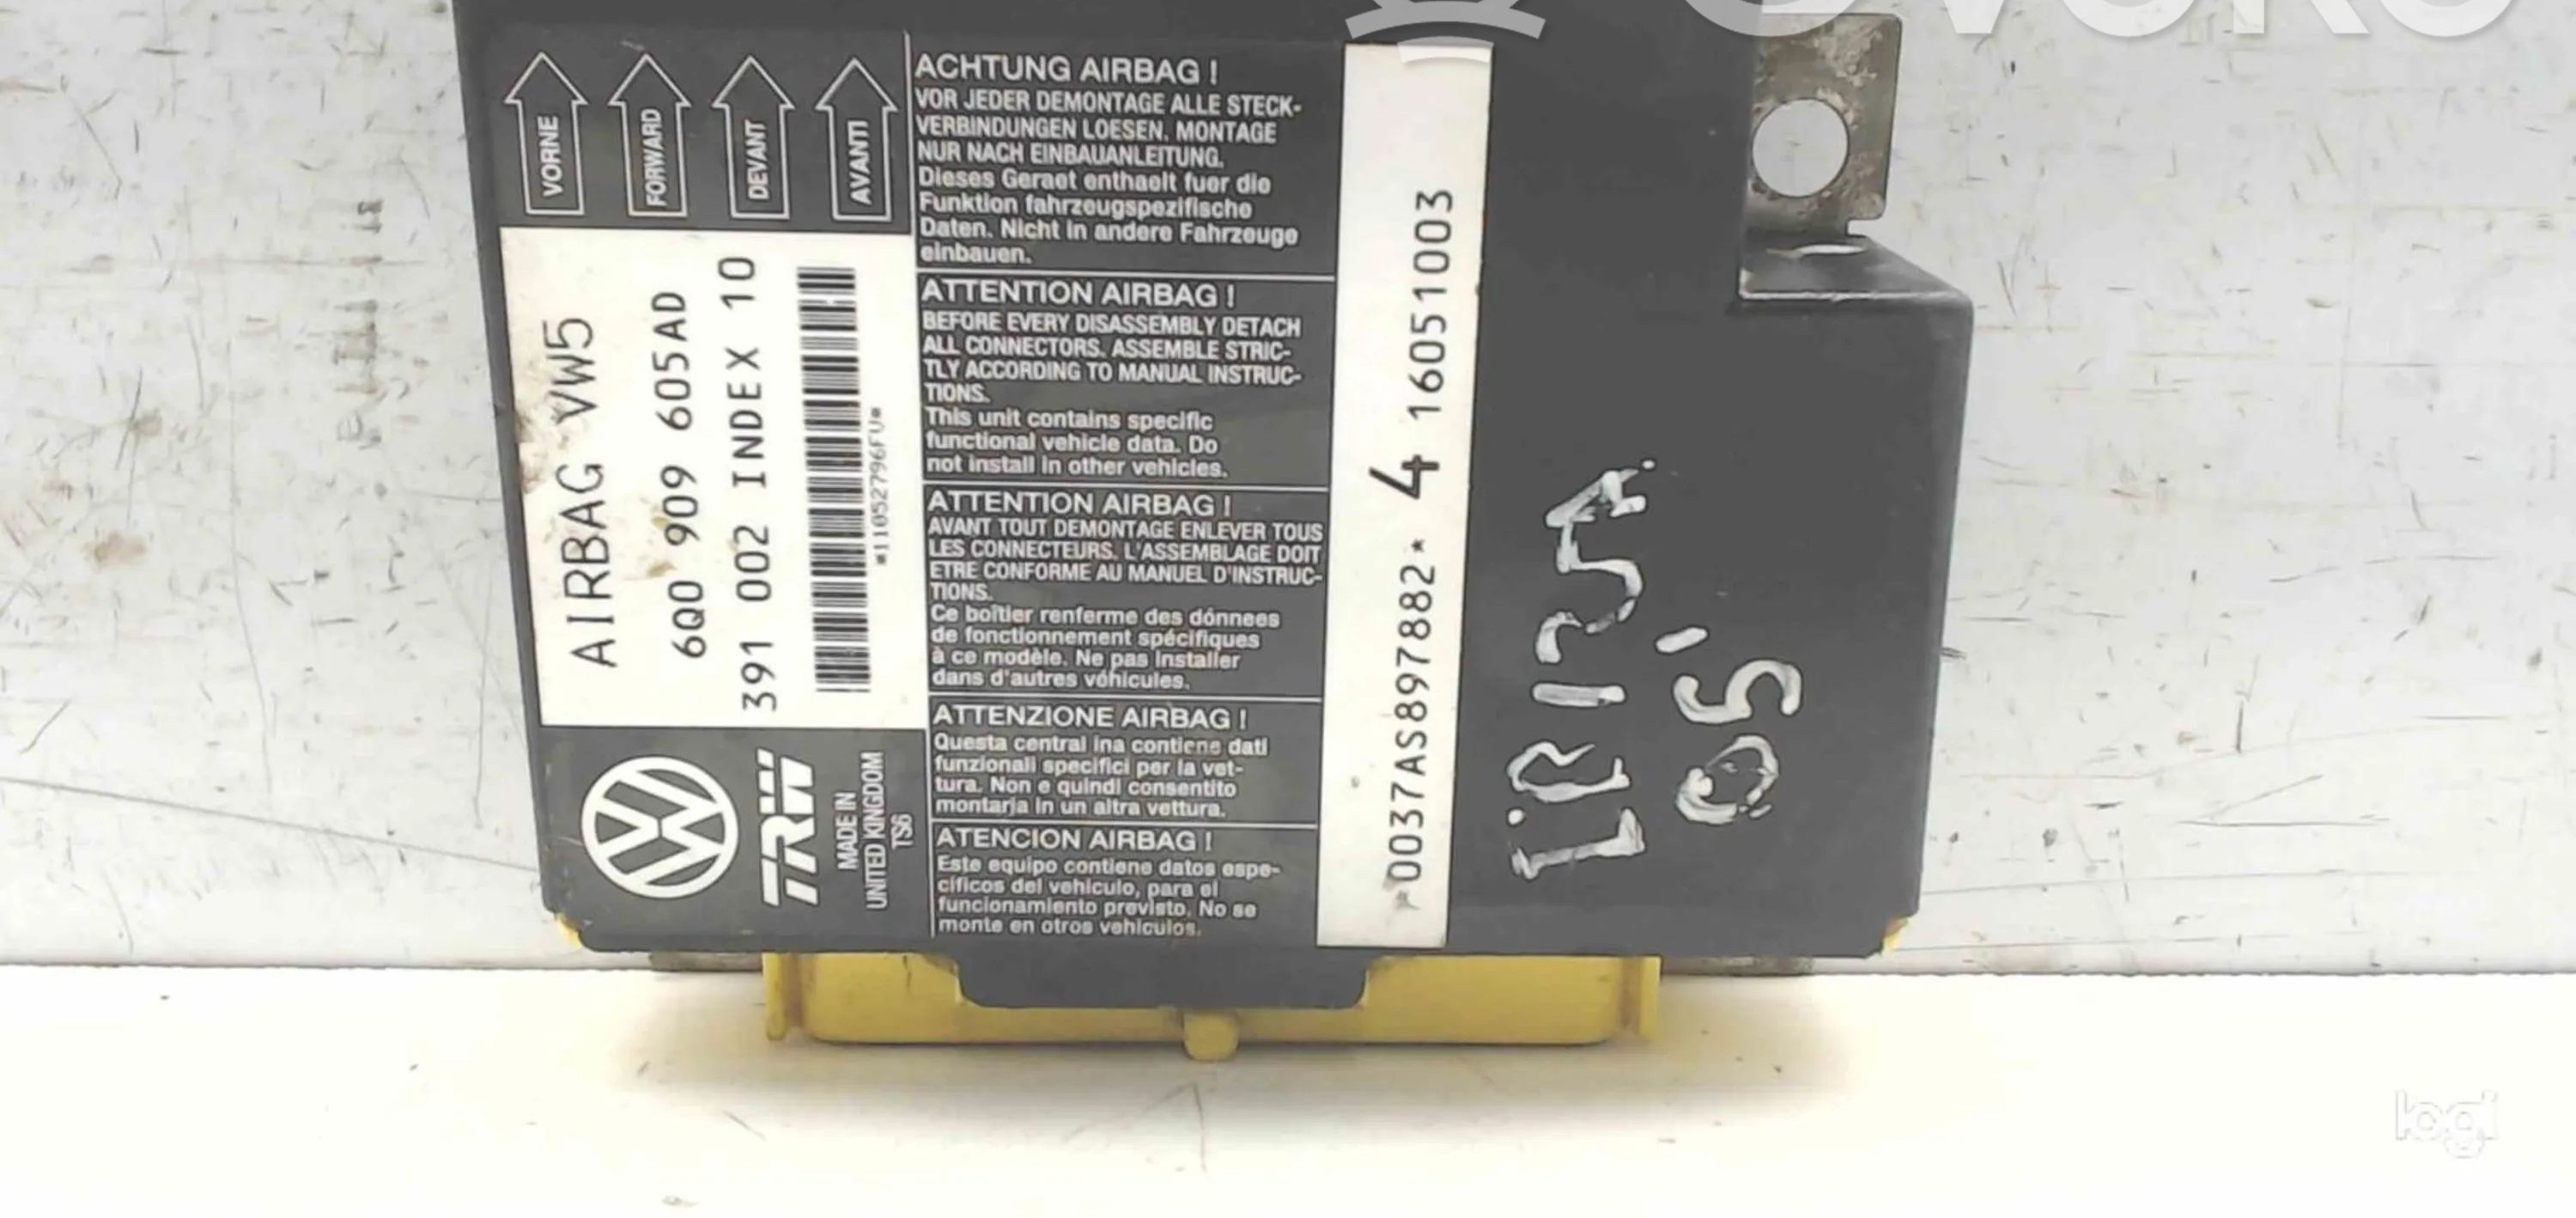 OVOKO
VORNE
FORWARD
DEVANT
AVANTI
AIRBAG VW5
6Q0 909 605AD
391 002 INDEX 10
*11052796FU*
TRW
MADE IN
UNITED KINGDOM
TS6
ACHTUNG AIRBAG !
VOR JEDER DEMONTAGE ALLE STECK-
VERBINDUNGEN LOESEN. MONTAGE
NUR NACH EINBAUANLEITUNG.
Dieses Geraet enthaelt fuer die
Funktion fahrzeugspezifische
Daten. Nicht in andere Fahrzeuge
einbauen.
ATTENTION AIRBAG !
BEFORE EVERY DISASSEMBLY DETACH
ALL CONNECTORS. ASSEMBLE STRIC-
TLY ACCORDING TO MANUAL INSTRUC-
TIONS.
This unit contains specific
functional vehicle data. Do
not install in other vehicles.
ATTENTION AIRBAG !
AVANT TOUT DEMONTAGE ENLEVER TOUS
LES CONNECTEURS. L'ASSEMBLAGE DOIT
ETRE CONFORME AU MANUEL D'INSTRUC-
TIONS.
Ce boîtier renferme des dónnees
de fonctionnement spécifiques
à ce modèle. Ne pas installer
dans d'autres véhicules.
ATTENZIONE AIRBAG !
Questa central ina contiene dati
funzionali specifici per la vet-
tura. Non e quindi consentito
montarja in un altra vettura.
ATENCION AIRBAG !
Este equipo contiene datos espe-
cíficos del vehiculo, para el
funcionamiento previsto. No se
monte en otros vehiculos.
*0037AS897882* 4 16051003
IBIZA
05'
logi